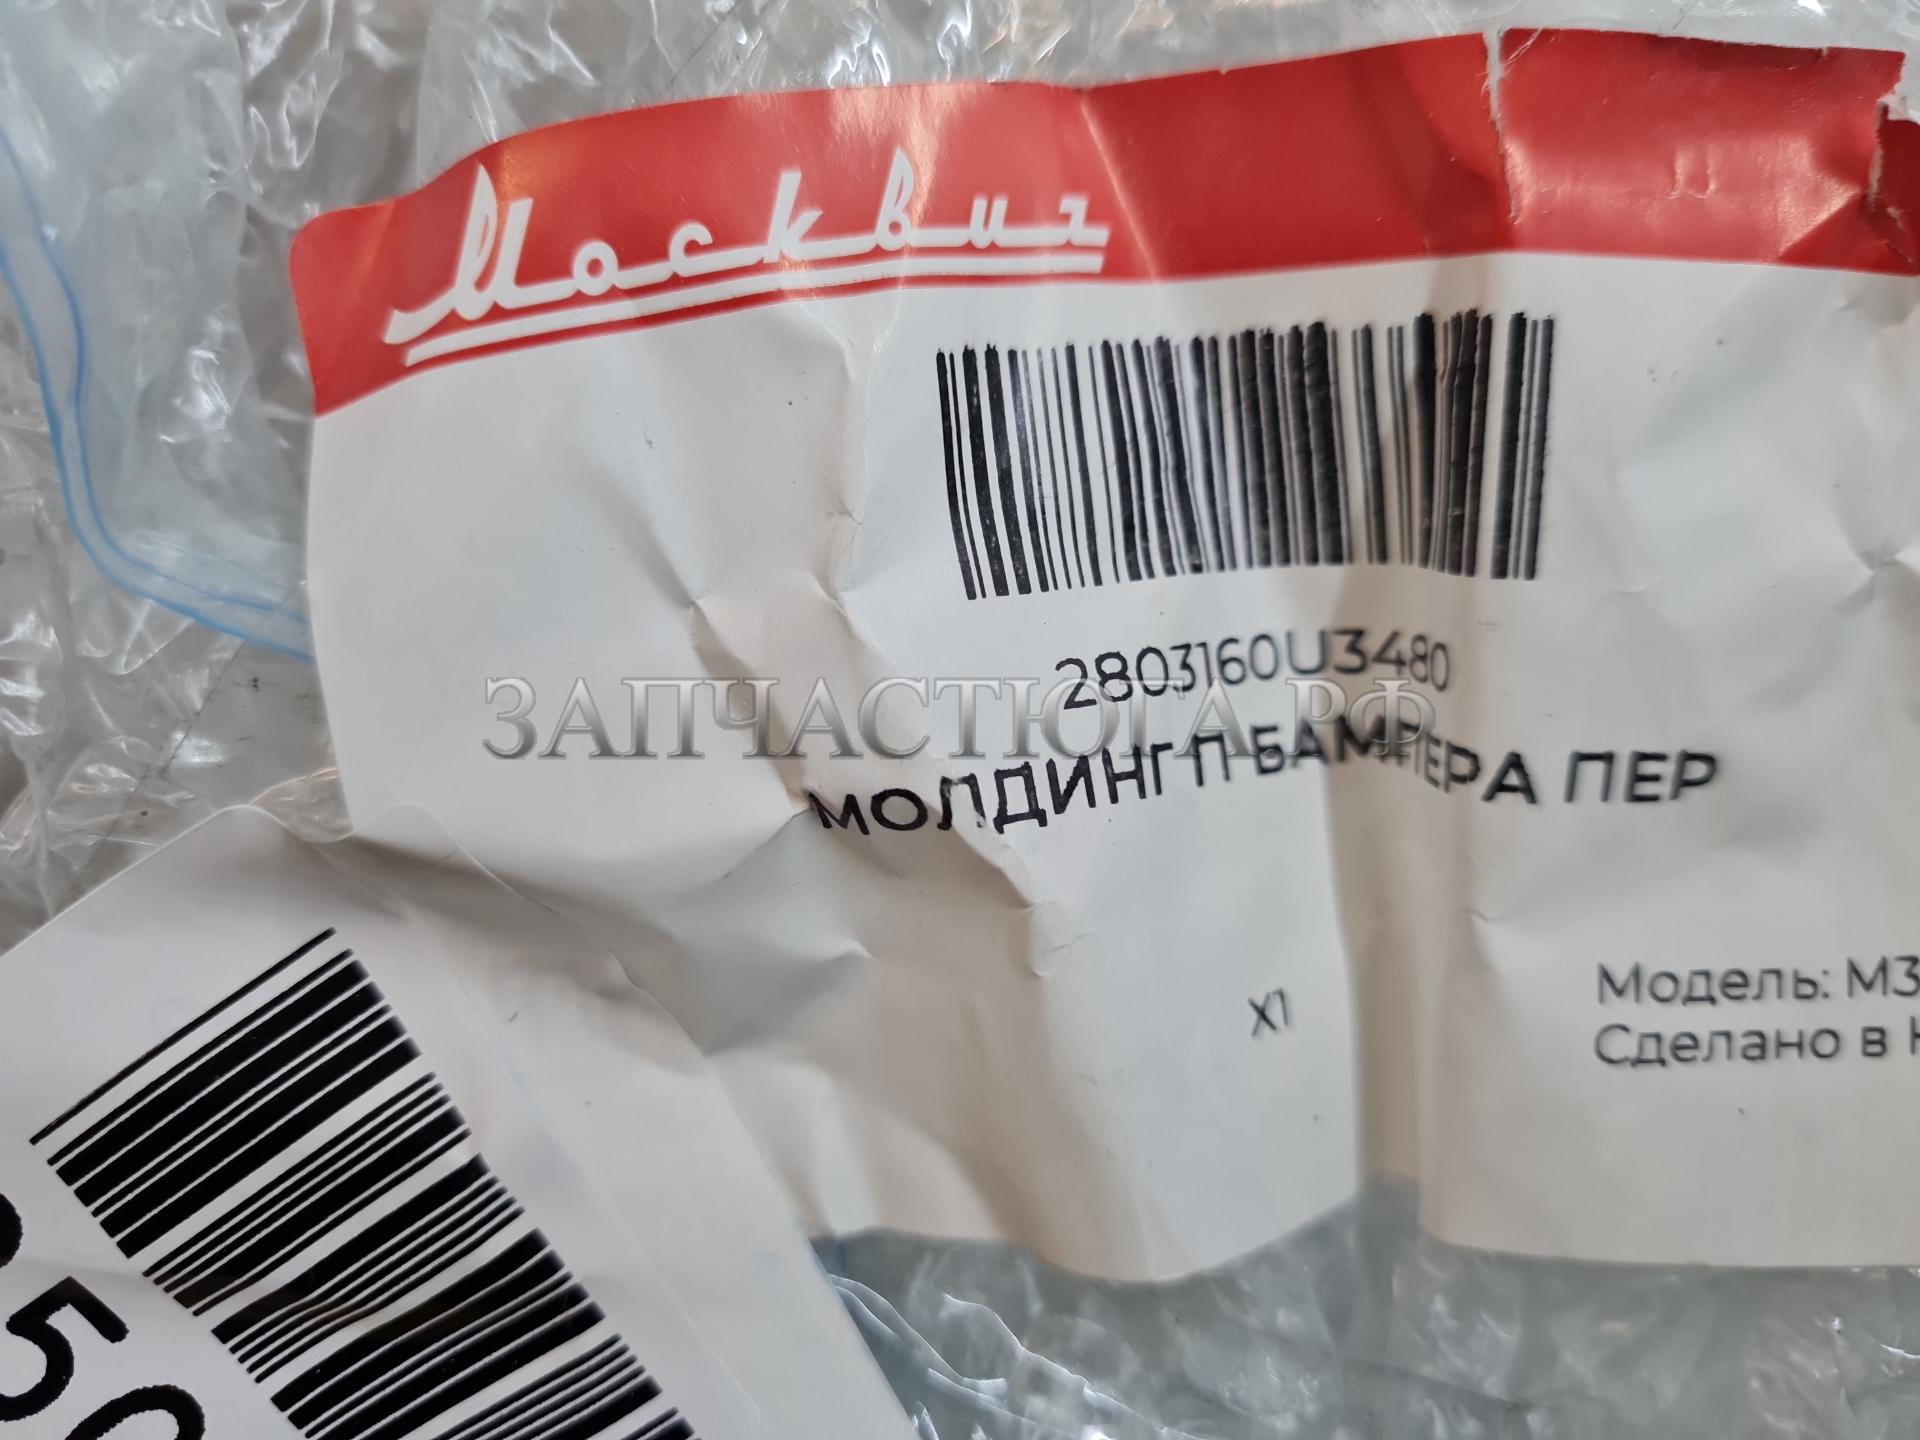 Москвич
2803160U3480
ЗАПЧАСТЮГА.РФ
МОЛДИНГ П БАМПЕРА ПЕР
X1
Модель: М3
Сделано в